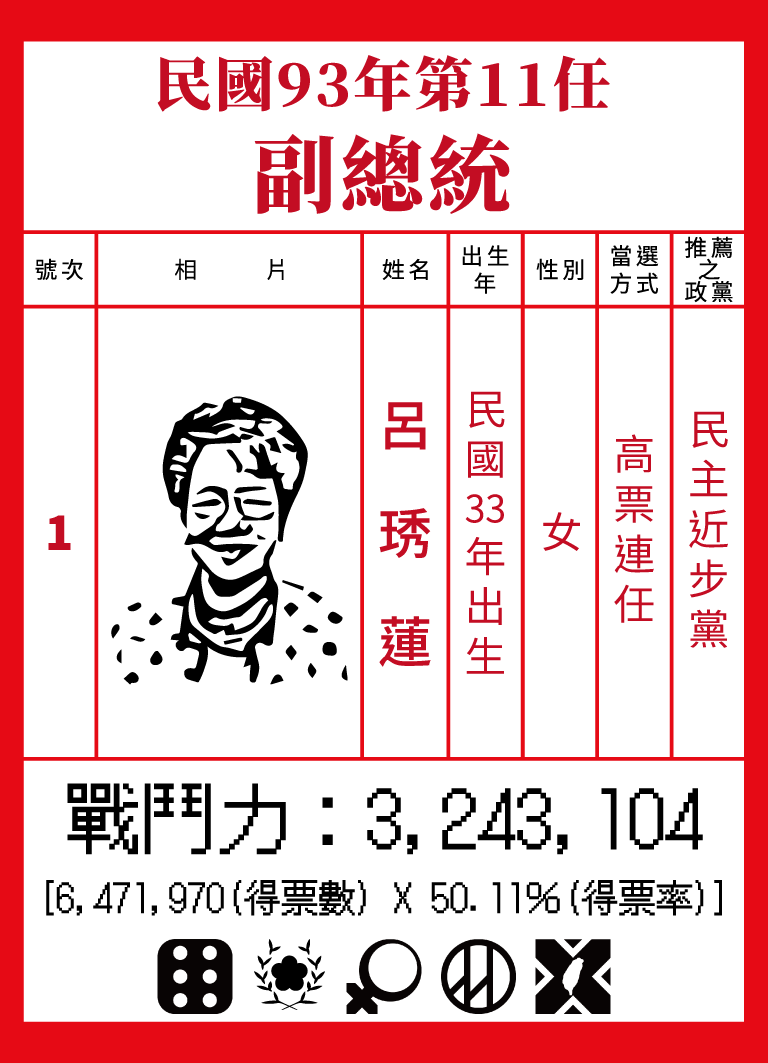 民國93年第11任
副總統
號次
相 片
姓名
出生
年
性別
當選
方式
推薦
之
政黨
1
呂琇蓮
民國33年出生
女
高票連任
民主近步黨
戰鬥力：3,243,104
[6,471,970(得票數) X 50.11%(得票率)]